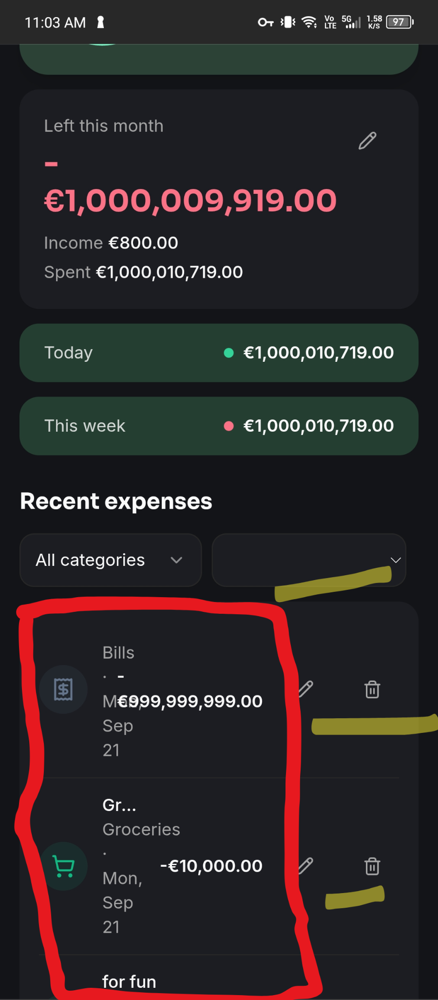 11:03 AM
Vo LTE 5G 1.58 K/S 97
Left this month
-
€1,000,009,919.00
Income €800.00
Spent €1,000,010,719.00
Today €1,000,010,719.00
This week €1,000,010,719.00
Recent expenses
All categories
Bills
· -
Mon, €999,999,999.00
Sep
21
Gr...
Groceries
·
-€10,000.00
Mon,
Sep
21
for fun